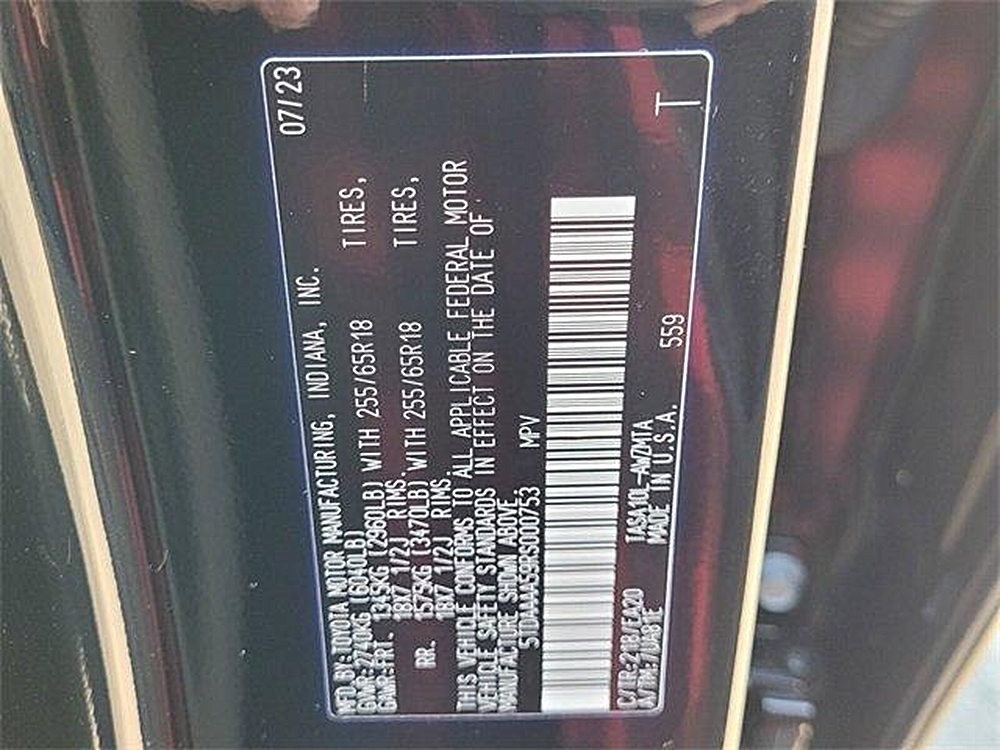 MFD. BY: TOYOTA MOTOR MANUFACTURING, INDIANA, INC. 07/23
GVWR: 2740KG (6040LB)
GAWR: FRT. 1345KG (2960LB) WITH 255/65R18 TIRES,
18X7 1/2J RIMS.
RR. 1575KG (3470LB) WITH 255/65R18 TIRES,
18X7 1/2J RIMS.
THIS VEHICLE CONFORMS TO ALL APPLICABLE FEDERAL MOTOR
VEHICLE SAFETY STANDARDS IN EFFECT ON THE DATE OF
MANUFACTURE SHOWN ABOVE.
5TDAAAA59RS000753 MPV
C/TR: 218/EA20 TASA10L-AWZMTA
MADE IN U.S.A. 559 T